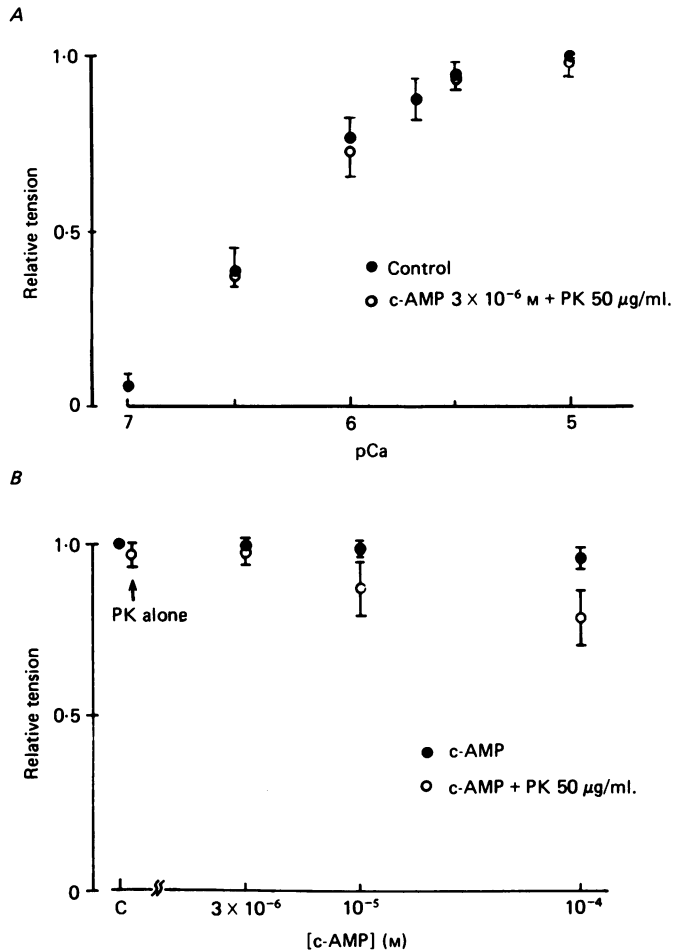 A
1·0
0·5
0
Relative tension
Control
c-AMP 3 × 10⁻⁶ M + PK 50 μg/ml.
7
6
5
pCa
B
1·0
0·5
0
Relative tension
PK alone
c-AMP
c-AMP + PK 50 μg/ml.
C
3 × 10⁻⁶
10⁻⁵
10⁻⁴
[c-AMP] (M)